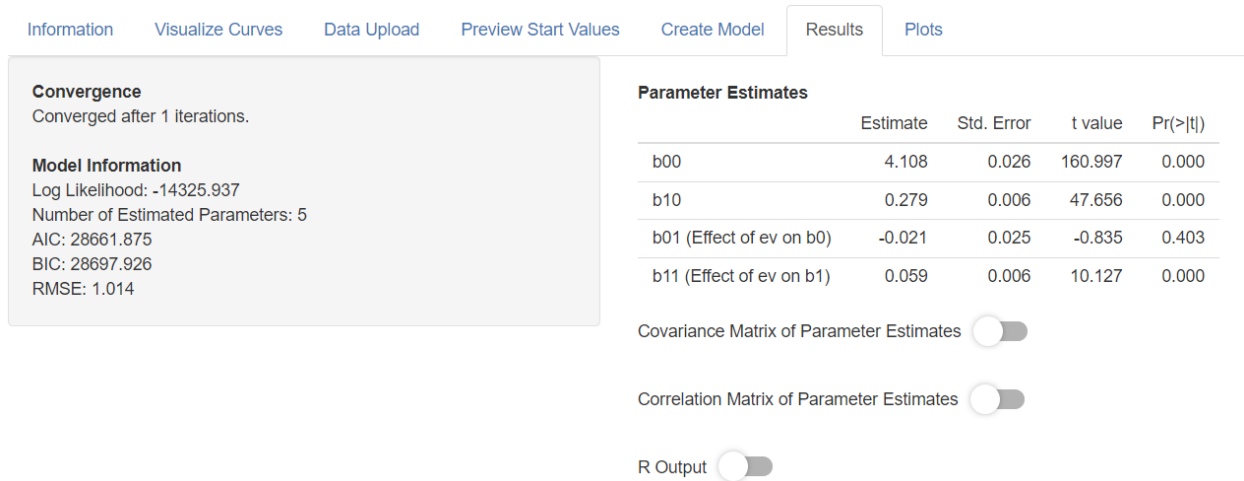 Information Visualize Curves Data Upload Preview Start Values Create Model Results Plots
Convergence
Converged after 1 iterations.
Model Information
Log Likelihood: -14325.937
Number of Estimated Parameters: 5
AIC: 28661.875
BIC: 28697.926
RMSE: 1.014
Parameter Estimates
Estimate Std. Error t value Pr(>|t|)
b00 4.108 0.026 160.997 0.000
b10 0.279 0.006 47.656 0.000
b01 (Effect of ev on b0) -0.021 0.025 -0.835 0.403
b11 (Effect of ev on b1) 0.059 0.006 10.127 0.000
Covariance Matrix of Parameter Estimates
Correlation Matrix of Parameter Estimates
R Output